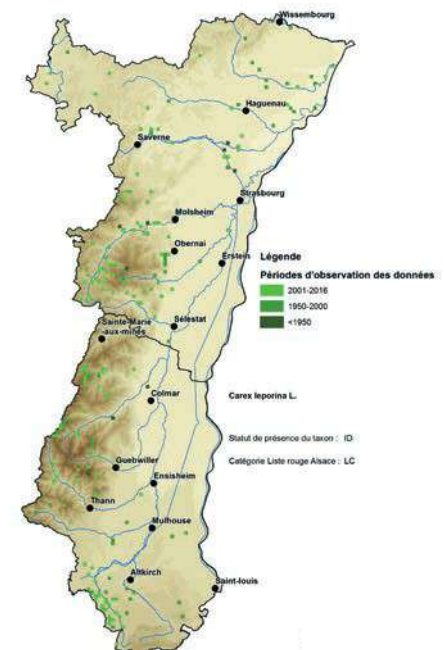 Wissembourg
Haguenau
Saverne
Strasbourg
Molsheim
Obernai
Erstein
Légende
Périodes d'observation des données
2001-2016
1950-2000
<1950
Sainte-Marie
-aux-mines
Sélestat
Carex leporina L.
Colmar
Statut de présence du taxon : ID
Catégorie Liste rouge Alsace : LC
Guebwiller
Ensisheim
Thann
Mulhouse
Altkirch
Saint-louis